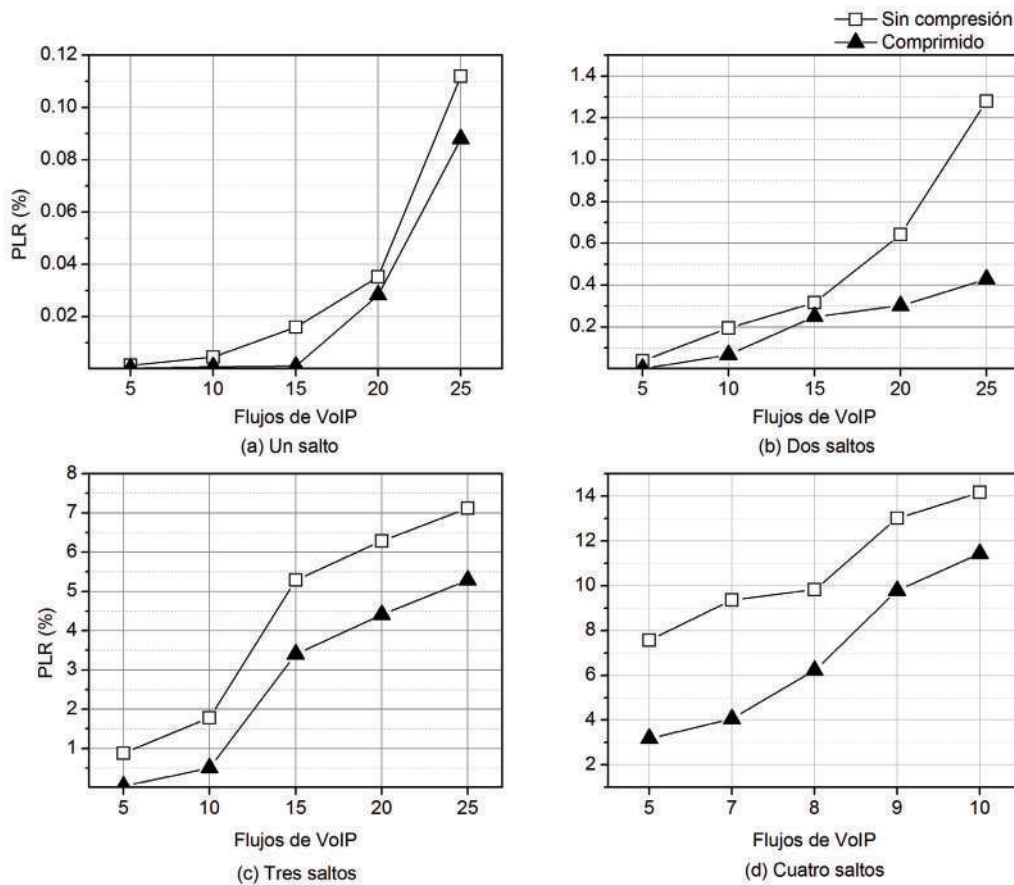 Sin compresión
Comprimido
0.12
0.10
0.08
0.06
0.04
0.02
PLR (%)
5 10 15 20 25
Flujos de VoIP
(a) Un salto
1.4
1.2
1.0
0.8
0.6
0.4
0.2
5 10 15 20 25
Flujos de VoIP
(b) Dos saltos
8
7
6
5
4
3
2
1
PLR (%)
5 10 15 20 25
Flujos de VoIP
(c) Tres saltos
14
12
10
8
6
4
2
5 7 8 9 10
Flujos de VoIP
(d) Cuatro saltos